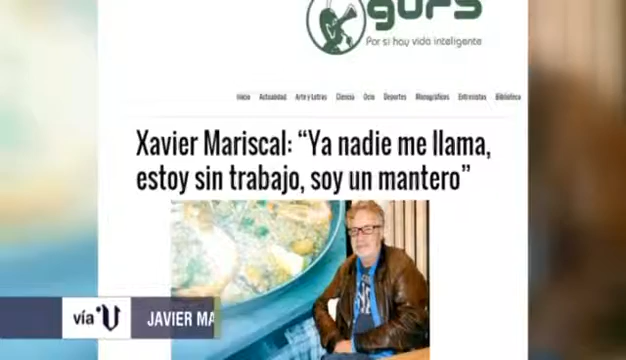 gurs
Por si hay vida inteligente
Inicio Actualidad Arte y Letras Ciencia Ocio Deportes Monográficos Entrevistas Biblioteca
Xavier Mariscal: “Ya nadie me llama,
estoy sin trabajo, soy un mantero”
vía U JAVIER MA